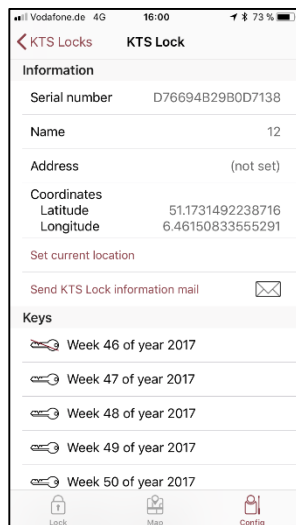 Vodafone.de 4G 16:00 73 %
KTS Locks KTS Lock
Information
Serial number D76694B29B0D7138
Name 12
Address (not set)
Coordinates
Latitude 51.1731492238716
Longitude 6.46150833555291
Set current location
Send KTS Lock information mail
Keys
Week 46 of year 2017
Week 47 of year 2017
Week 48 of year 2017
Week 49 of year 2017
Week 50 of year 2017
Lock Map Config